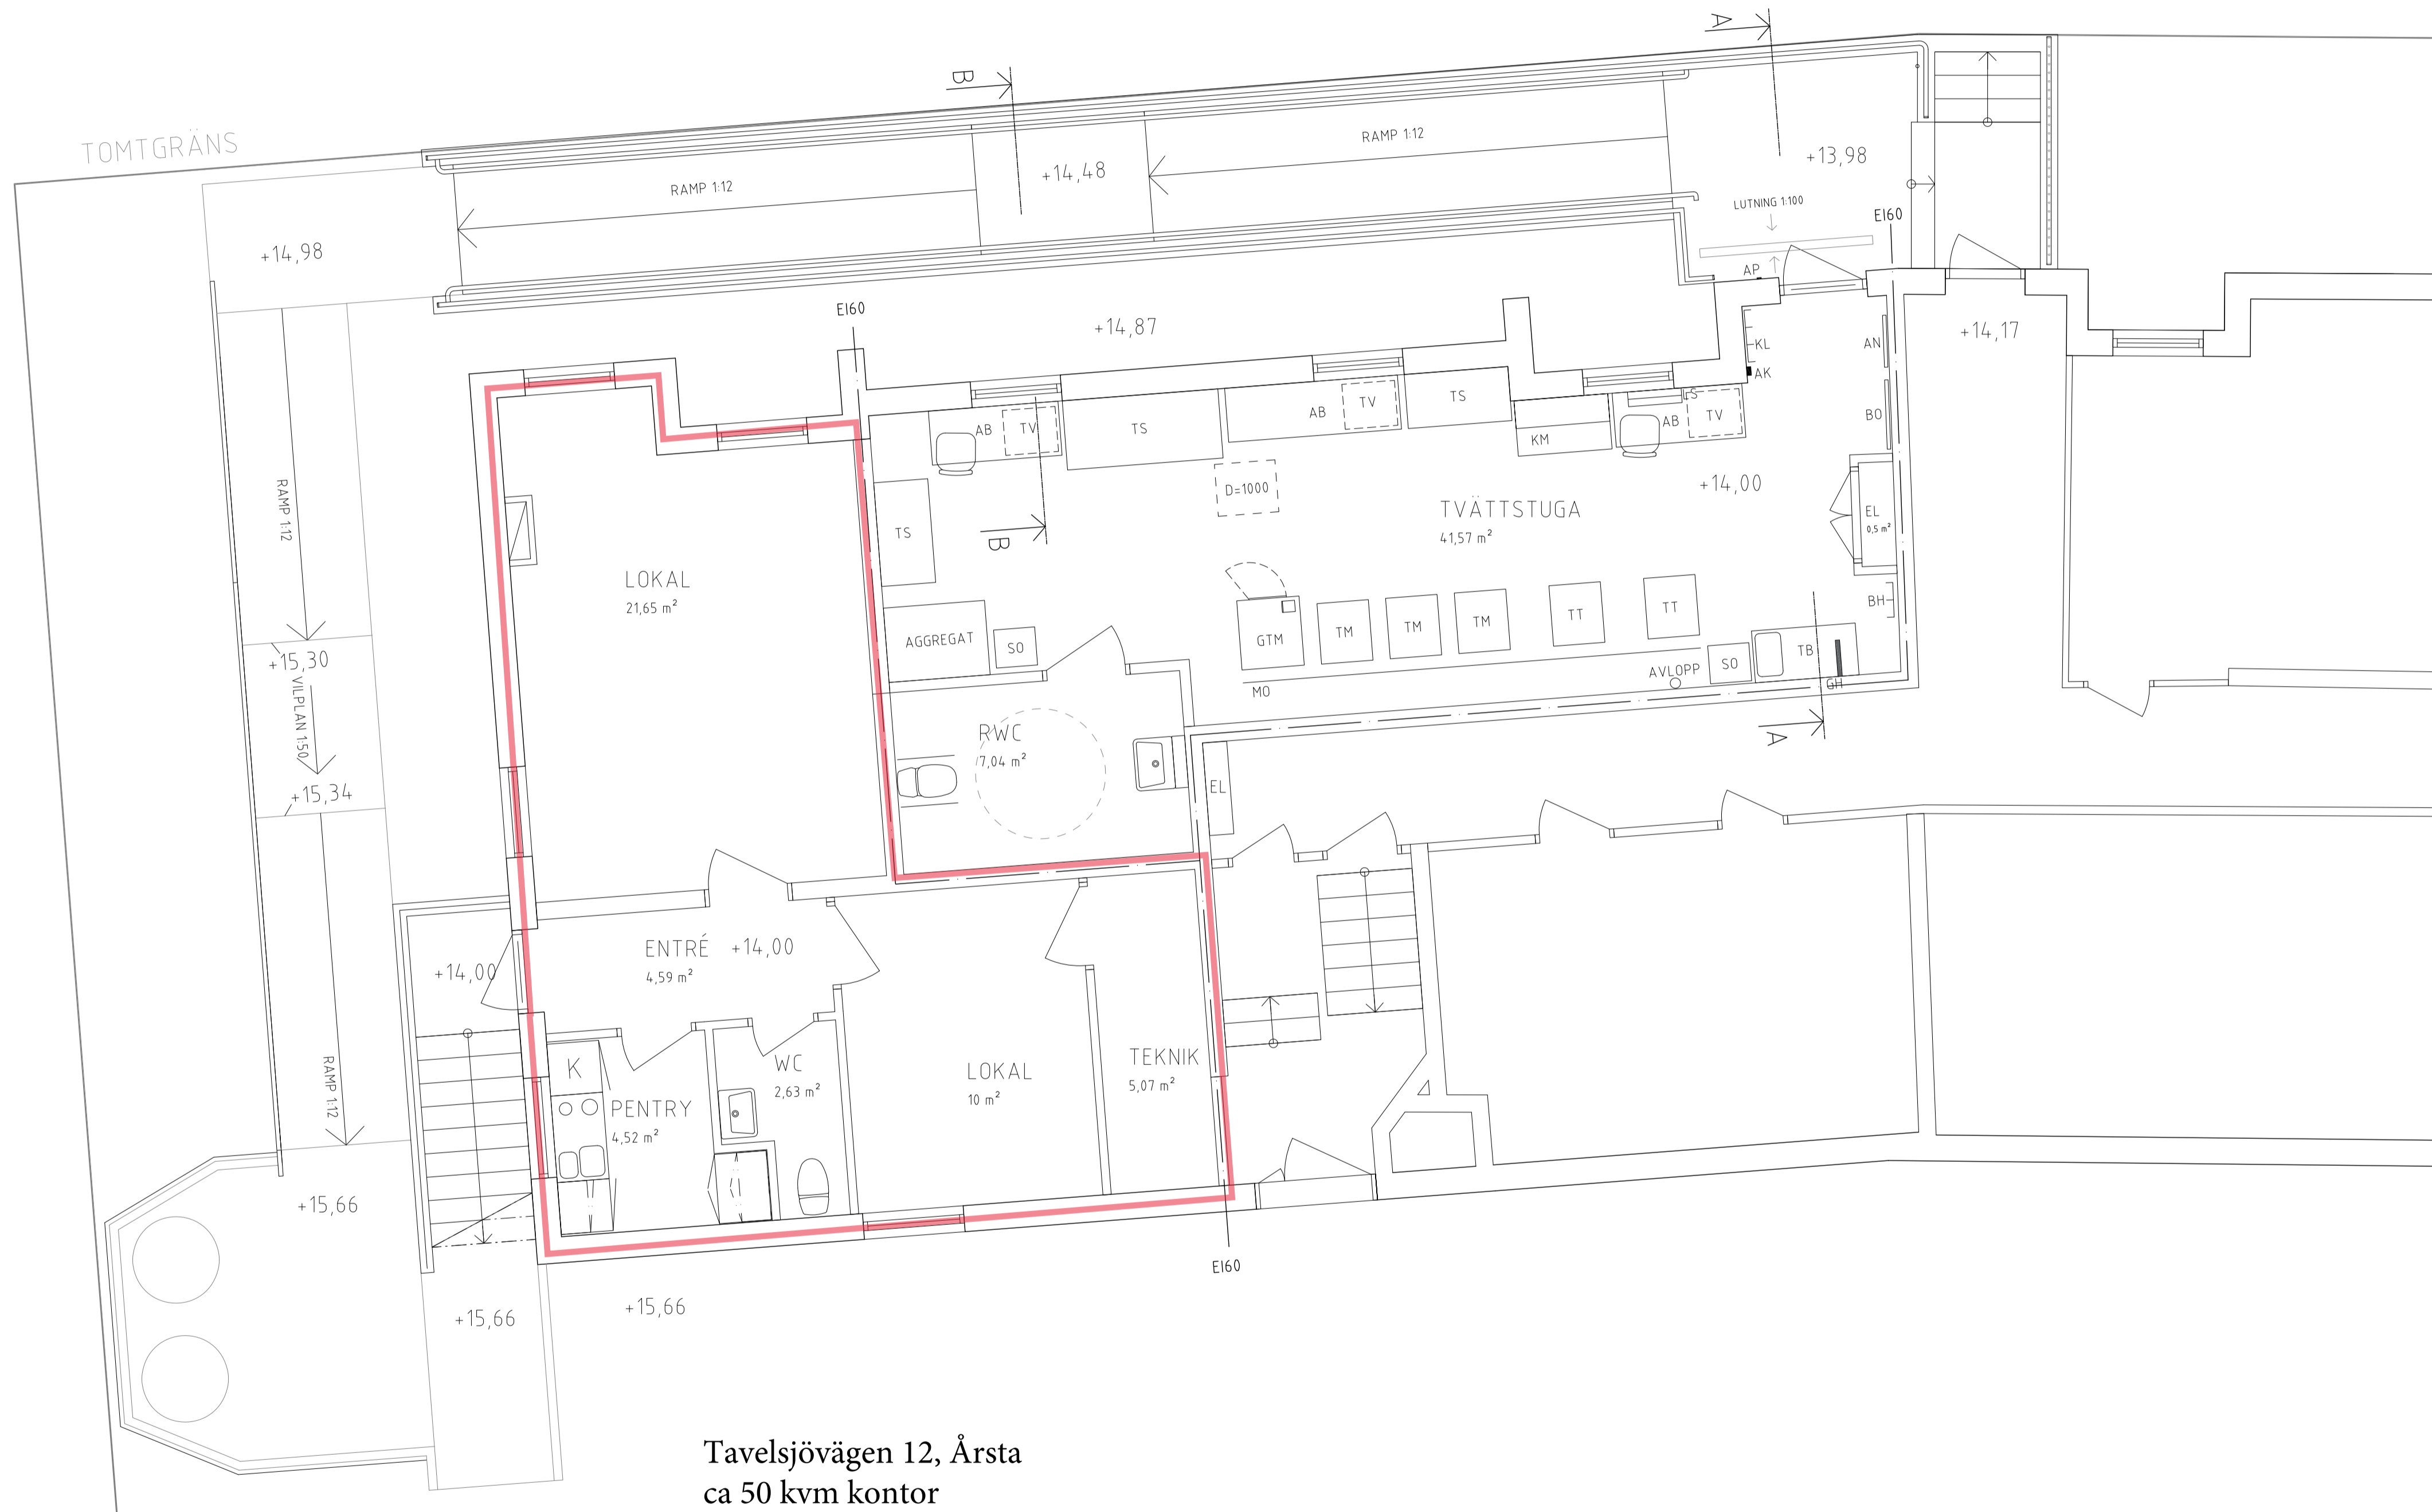 A
B
TOMTGRÄNS
RAMP 1:12
+14,48
RAMP 1:12
+13,98
LUTNING 1:100
EI60
+14,98
AP
EI60
+14,87
+14,17
KL
AN
AK
AB
TV
TS
AB
TV
TS
KM
LS
AB
TV
BO
D=1000
+14,00
TVÄTTSTUGA
41,57 m²
EL
0,5 m²
RAMP 1:12
TS
B
LOKAL
21,65 m²
AGGREGAT
SO
GTM
TM
TM
TM
TT
TT
BH
+15,30
VILPLAN 1:50
+15,34
MO
AVLOPP
SO
TB
GH
A
RWC
7,04 m²
EL
ENTRÉ +14,00
4,59 m²
+14,00
RAMP 1:12
K
PENTRY
4,52 m²
WC
2,63 m²
LOKAL
10 m²
TEKNIK
5,07 m²
+15,66
+15,66
+15,66
EI60
Tavelsjövägen 12, Årsta
ca 50 kvm kontor